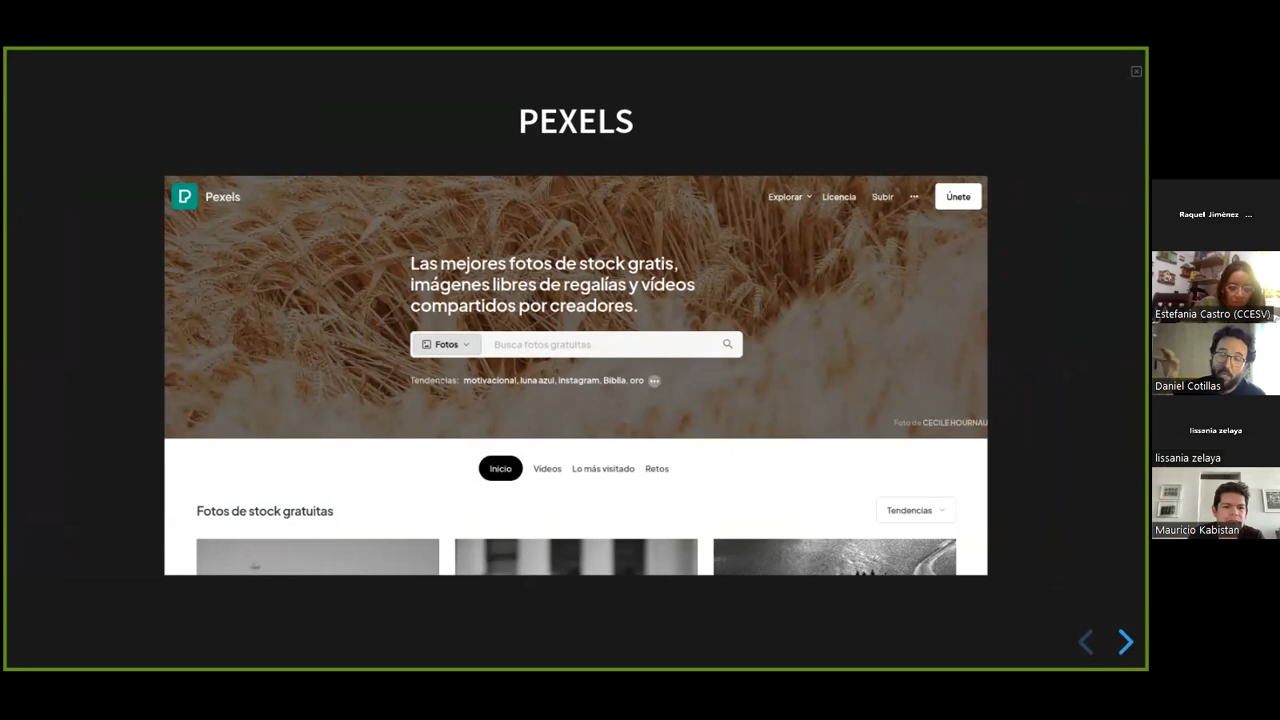 PEXELS
Pexels
Explorar
Licencia
Subir
Únete
Las mejores fotos de stock gratis,
imágenes libres de regalías y vídeos
compartidos por creadores.
Fotos
Busca fotos gratuitas
Tendencias: motivacional, luna azul, instagram, Biblia, oro
Foto de CECILE HOURNAU
Inicio
Vídeos
Lo más visitado
Retos
Fotos de stock gratuitas
Tendencias
Raquel Jiménez ...
Estefania Castro (CCESV)
Daniel Cotillas
lissania zelaya
lissania zelaya
Mauricio Kabistan